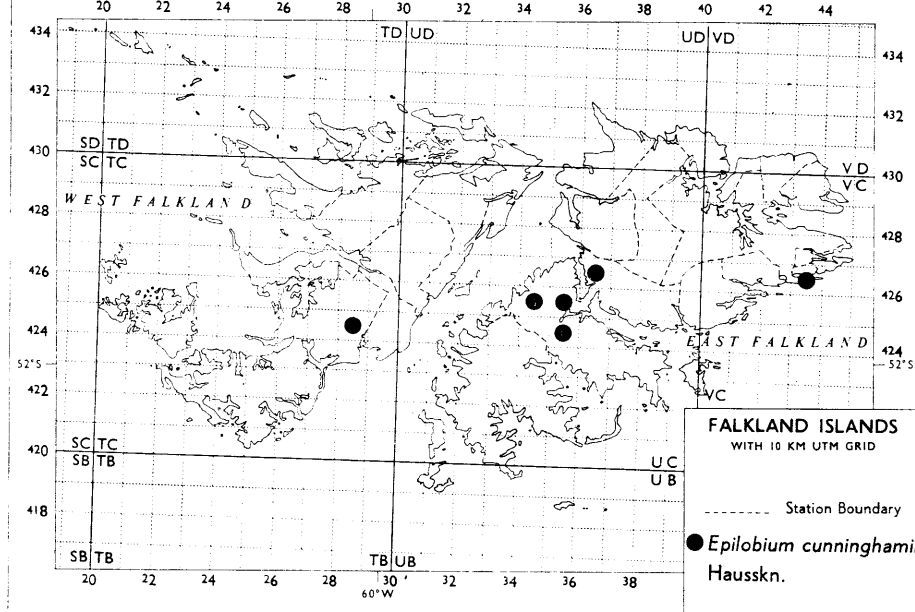 20 22 24 26 28 30 32 34 36 38 40 42 44
434 TD UD UD VD 434
432 432
430 SD TD 430
SC TC VD
VC
WEST FALKLAND
428 428
426 426
424 EAST FALKLAND 424
52°S 52°S
422 VC
FALKLAND ISLANDS
WITH 10 KM UTM GRID
420 SC TC UC
SB TB UB
Station Boundary
418
Epilobium cunninghami
Hausskn.
SB TB TB UB
20 22 24 26 28 30 32 34 36 38
60°W